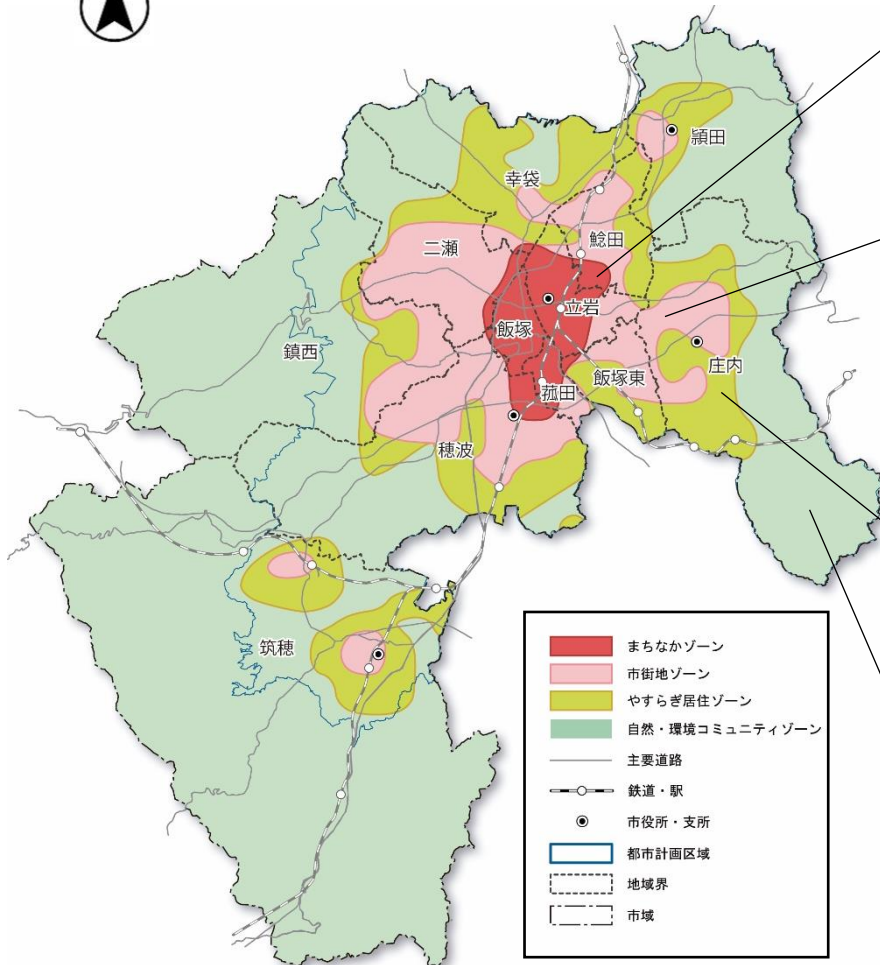 頴田
幸袋
二瀬
鯰田
立岩
飯塚
鎮西
庄内
飯塚東
菰田
穂波
筑穂
まちなかゾーン
市街地ゾーン
やすらぎ居住ゾーン
自然・環境コミュニティゾーン
主要道路
鉄道・駅
市役所・支所
都市計画区域
地域界
市域